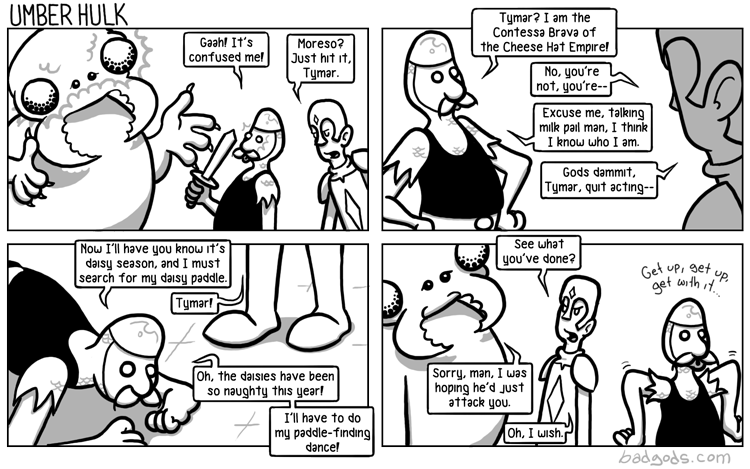 UMBER HULK
Gaah! It's
confused me!
Moreso?
Just hit it,
Tymar.
Tymar? I am the
Contessa Brava of
the Cheese Hat Empire!
No, you're
not, you're--
Excuse me, talking
milk pail man, I think
I know who I am.
Gods dammit,
Tymar, quit acting--
Now I'll have you know it's
daisy season, and I must
search for my daisy paddle.
Tymar!
Oh, the daisies have been
so naughty this year!
I'll have to do
my paddle-finding
dance!
See what
you've done?
Get up, get up,
get with it...
Sorry, man, I was
hoping he'd just
attack you.
Oh, I wish.
badgods.com